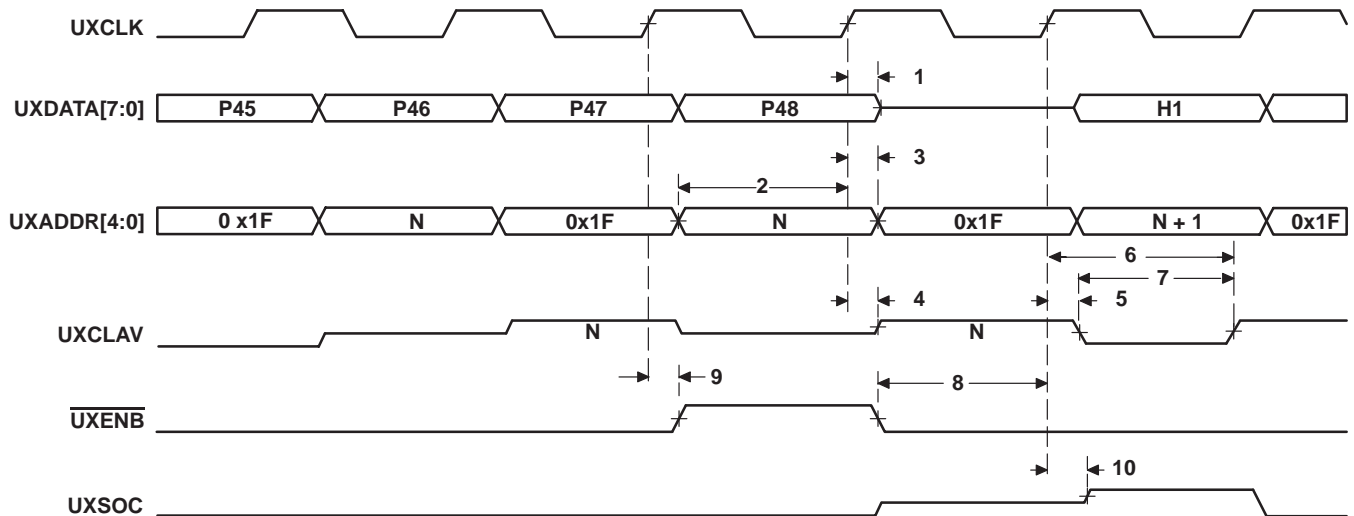 UXCLK
1
UXDATA[7:0] P45 P46 P47 P48 H1
3
2
UXADDR[4:0] 0 x1F N 0x1F N 0x1F N + 1 0x1F
6
7
4 5
UXCLAV N N
9 8
UXENB
10
UXSOC